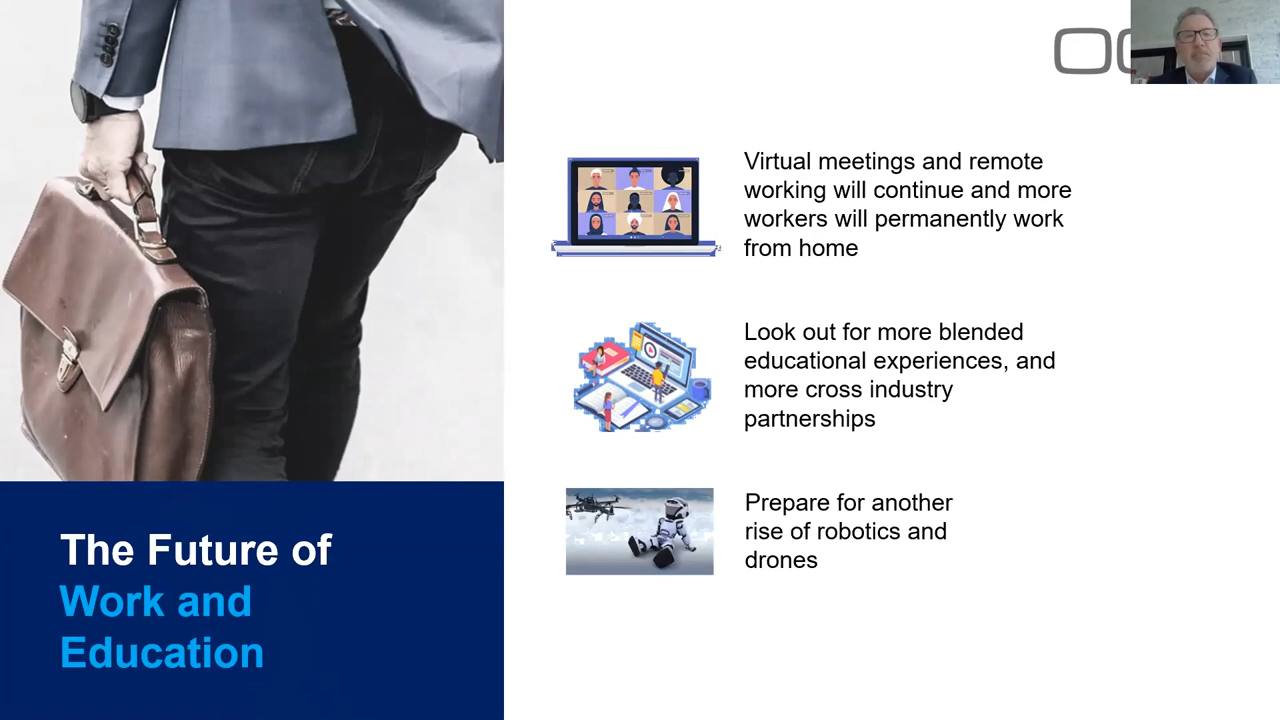 Virtual meetings and remote
working will continue and more
workers will permanently work
from home
Look out for more blended
educational experiences, and
more cross industry
partnerships
Prepare for another
rise of robotics and
drones
The Future of
Work and
Education